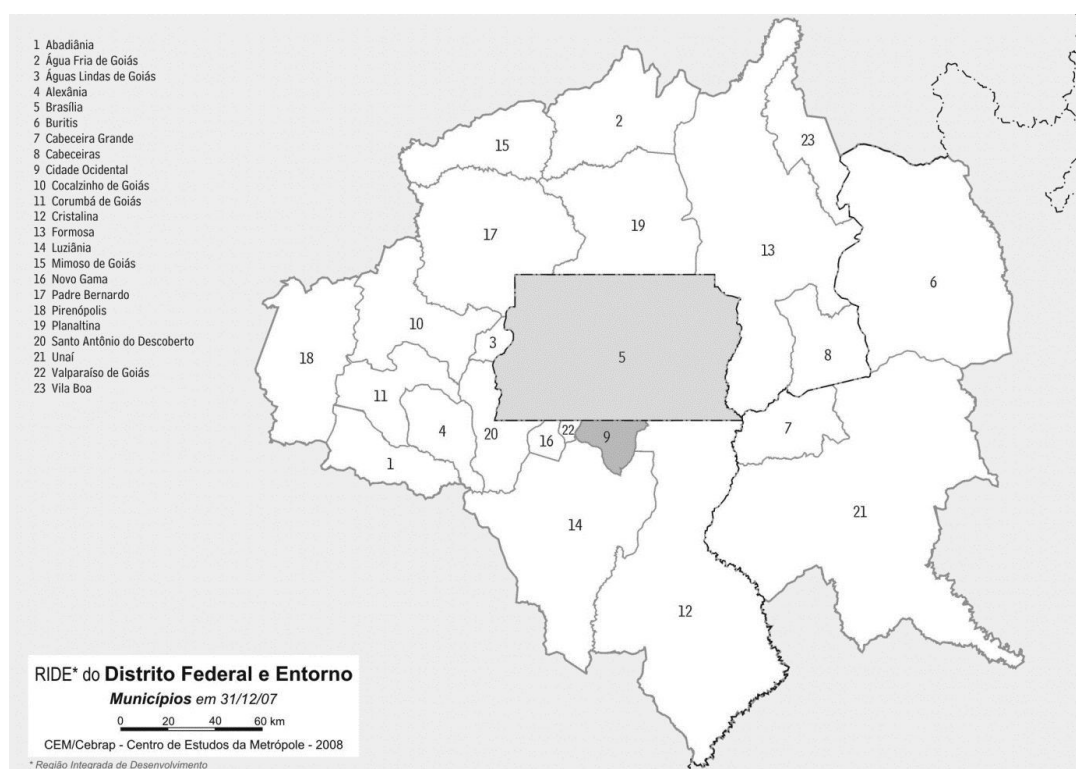 1 Abadiânia
2 Água Fria de Goiás
3 Águas Lindas de Goiás
4 Alexânia
5 Brasília
6 Buritis
7 Cabeceira Grande
8 Cabeceiras
9 Cidade Ocidental
10 Cocalzinho de Goiás
11 Corumbá de Goiás
12 Cristalina
13 Formosa
14 Luziânia
15 Mimoso de Goiás
16 Novo Gama
17 Padre Bernardo
18 Pirenópolis
19 Planaltina
20 Santo Antônio do Descoberto
21 Unaí
22 Valparaíso de Goiás
23 Vila Boa
2
15
23
19
17
13
6
10
3
18
5
8
11
4
20
16
22
9
7
1
14
21
12
RIDE* do Distrito Federal e Entorno
Municípios em 31/12/07
0 20 40 60 km
CEM/Cebrap - Centro de Estudos da Metrópole - 2008
* Região Integrada de Desenvolvimento